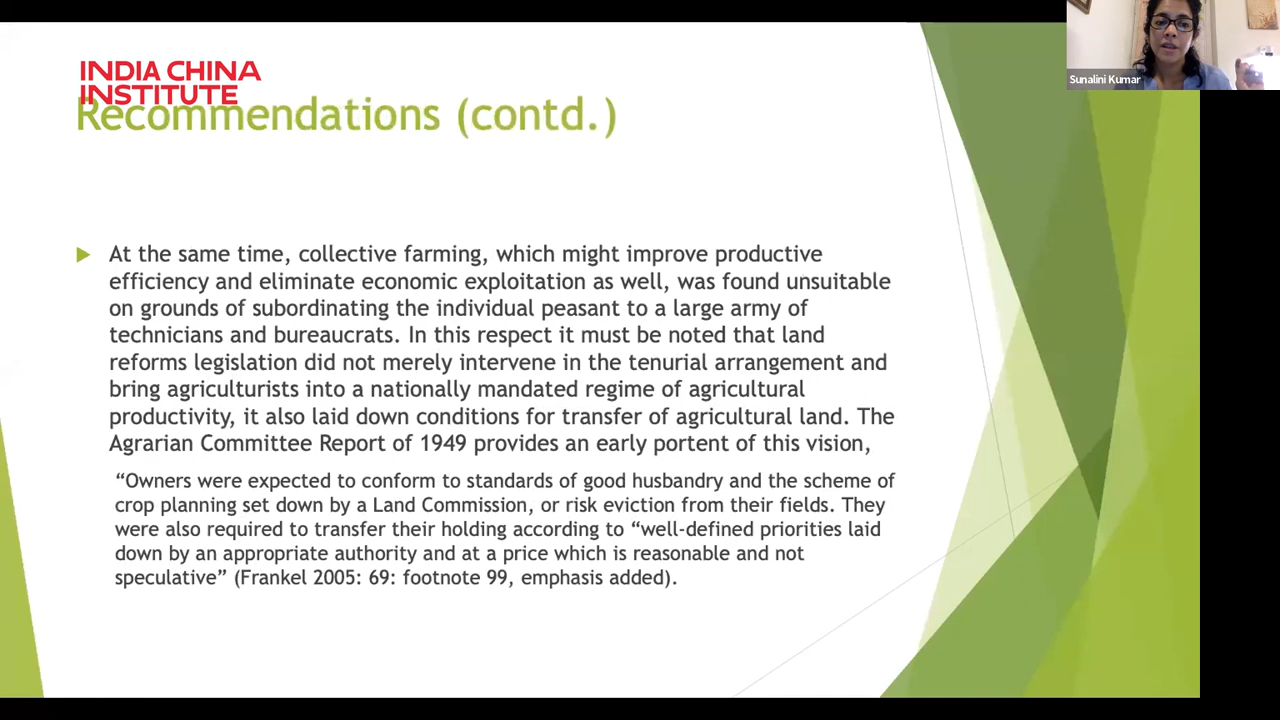 INDIA CHINA
INSTITUTE
Recommendations (contd.)
Sunalini Kumar
At the same time, collective farming, which might improve productive
efficiency and eliminate economic exploitation as well, was found unsuitable
on grounds of subordinating the individual peasant to a large army of
technicians and bureaucrats. In this respect it must be noted that land
reforms legislation did not merely intervene in the tenurial arrangement and
bring agriculturists into a nationally mandated regime of agricultural
productivity, it also laid down conditions for transfer of agricultural land. The
Agrarian Committee Report of 1949 provides an early portent of this vision,
“Owners were expected to conform to standards of good husbandry and the scheme of
crop planning set down by a Land Commission, or risk eviction from their fields. They
were also required to transfer their holding according to “well-defined priorities laid
down by an appropriate authority and at a price which is reasonable and not
speculative” (Frankel 2005: 69: footnote 99, emphasis added).